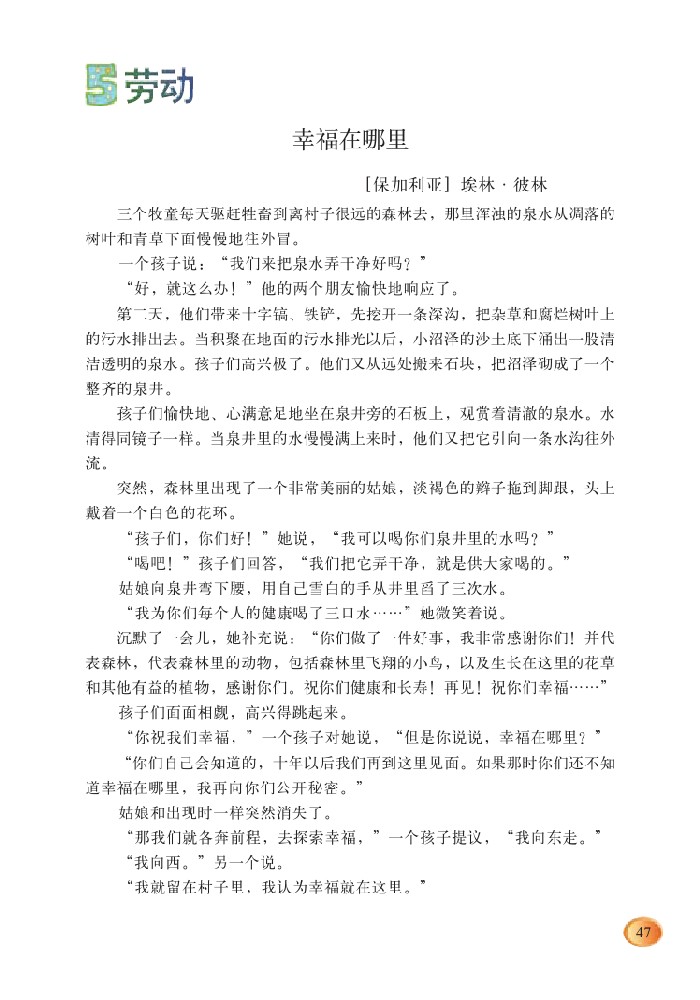 5 劳动
幸福在哪里
[保加利亚] 埃林·彼林
三个牧童每天驱赶牲畜到离村子很远的森林去，那里浑浊的泉水从凋落的
树叶和青草下面慢慢地往外冒。
一个孩子说：“我们来把泉水弄干净好吗？”
“好，就这么办！”他的两个朋友愉快地响应了。
第二天，他们带来十字镐、铁铲，先挖开一条深沟，把杂草和腐烂树叶上
的污水排出去。当积聚在地面的污水排光以后，小沼泽的沙土底下涌出一股清
洁透明的泉水。孩子们高兴极了。他们又从远处搬来石块，把沼泽砌成了一个
整齐的泉井。
孩子们愉快地、心满意足地坐在泉井旁的石板上，观赏着清澈的泉水。水
清得同镜子一样。当泉井里的水慢慢满上来时，他们又把它引向一条水沟往外
流。
突然，森林里出现了一个非常美丽的姑娘，淡褐色的辫子拖到脚跟，头上
戴着一个白色的花环。
“孩子们，你们好！”她说，“我可以喝你们泉井里的水吗？”
“喝吧！”孩子们回答，“我们把它弄干净，就是供大家喝的。”
姑娘向泉井弯下腰，用自己雪白的手从井里舀了三次水。
“我为你们每个人的健康喝了三口水……”她微笑着说。
沉默了一会儿，她补充说：“你们做了一件好事，我非常感谢你们！并代
表森林，代表森林里的动物，包括森林里飞翔的小鸟，以及生长在这里的花草
和其他有益的植物，感谢你们。祝你们健康和长寿！再见！祝你们幸福……”
孩子们面面相觑，高兴得跳起来。
“你祝我们幸福，”一个孩子对她说，“但是你说说，幸福在哪里？”
“你们自己会知道的，十年以后我们再到这里见面。如果那时你们还不知
道幸福在哪里，我再向你们公开秘密。”
姑娘和出现时一样突然消失了。
“那我们就各奔前程，去探索幸福，”一个孩子提议，“我向东走。”
“我向西。”另一个说。
“我就留在村子里，我认为幸福就在这里。”
47